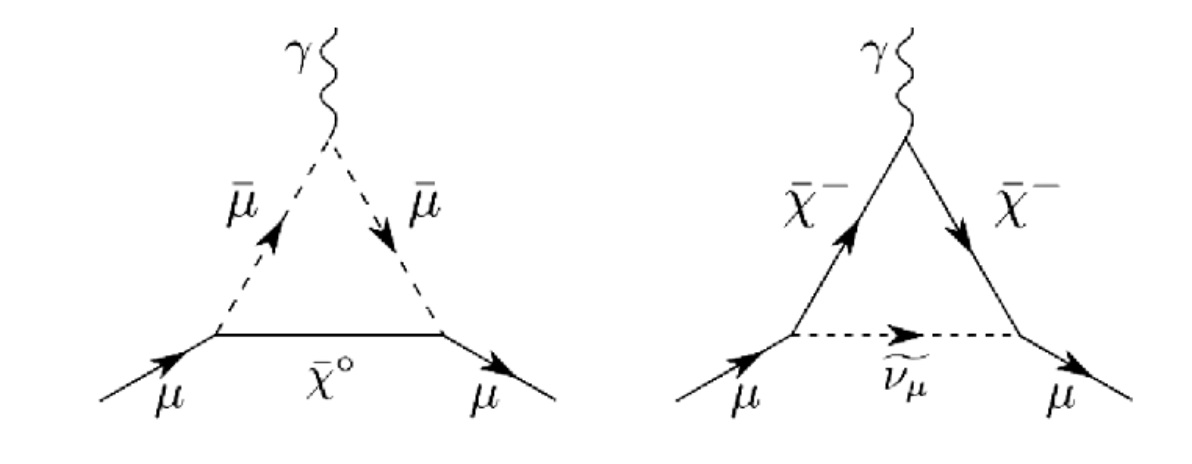 γ γ
μ̄ μ̄ χ̄⁻ χ̄⁻
χ̄° ν̃_μ
μ μ μ μ